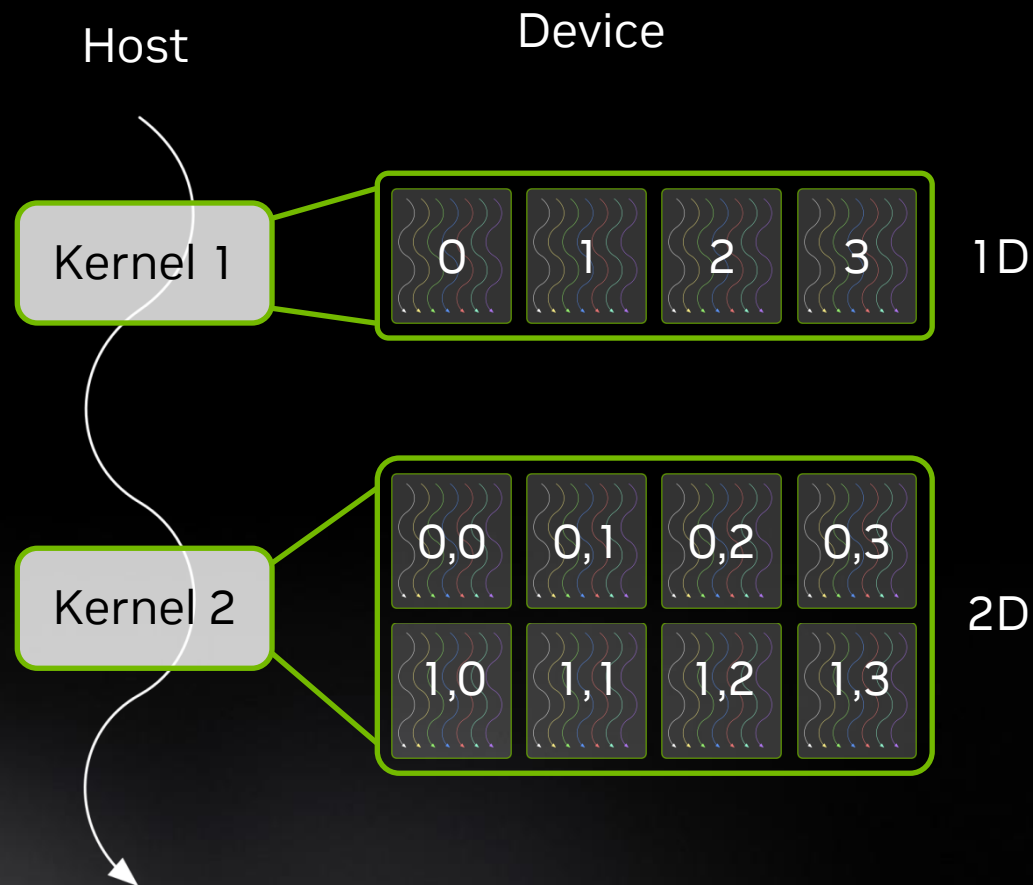 Host
Device
Kernel 1
0 1 2 3
1D
Kernel 2
0,0 0,1 0,2 0,3
1,0 1,1 1,2 1,3
2D